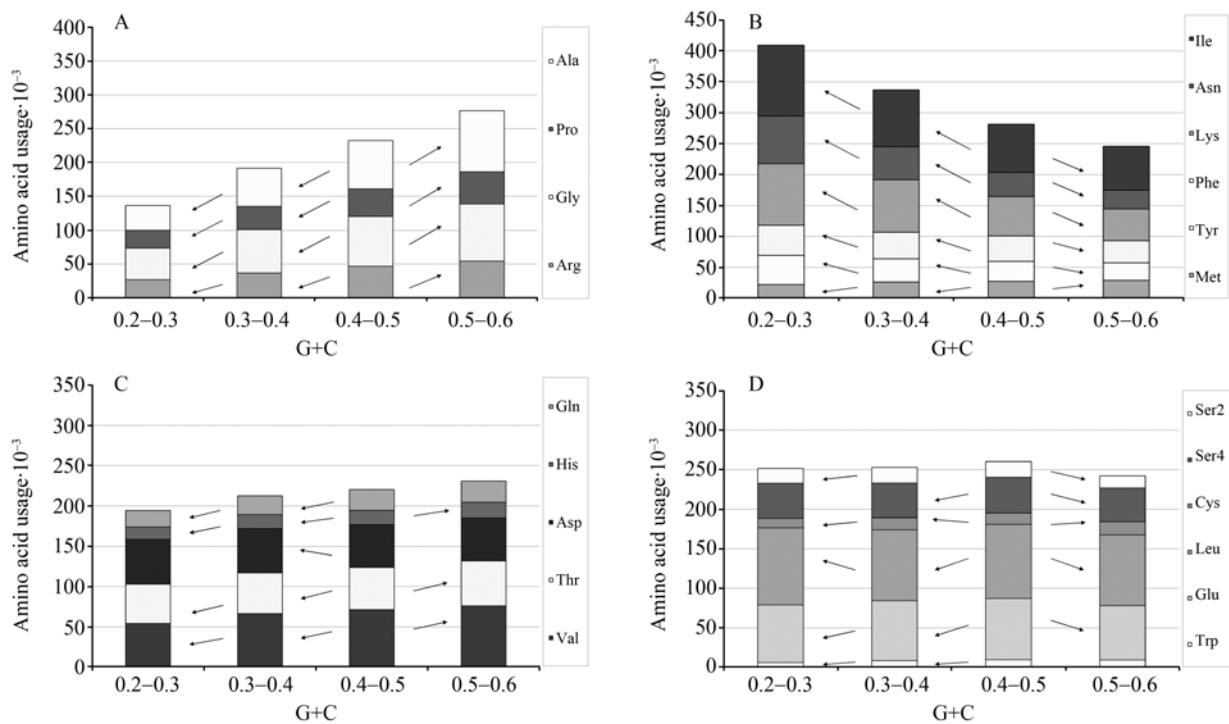 A
400
350
300
250
200
150
100
50
0
Amino acid usage·10⁻³
0.2–0.3 0.3–0.4 0.4–0.5 0.5–0.6
G+C
Ala
Pro
Gly
Arg
B
450
400
350
300
250
200
150
100
50
0
Amino acid usage·10⁻³
0.2–0.3 0.3–0.4 0.4–0.5 0.5–0.6
G+C
Ile
Asn
Lys
Phe
Tyr
Met
C
350
300
250
200
150
100
50
0
Amino acid usage·10⁻³
0.2–0.3 0.3–0.4 0.4–0.5 0.5–0.6
G+C
Gln
His
Asp
Thr
Val
D
350
300
250
200
150
100
50
0
Amino acid usage·10⁻³
0.2–0.3 0.3–0.4 0.4–0.5 0.5–0.6
G+C
Ser2
Ser4
Cys
Leu
Glu
Trp